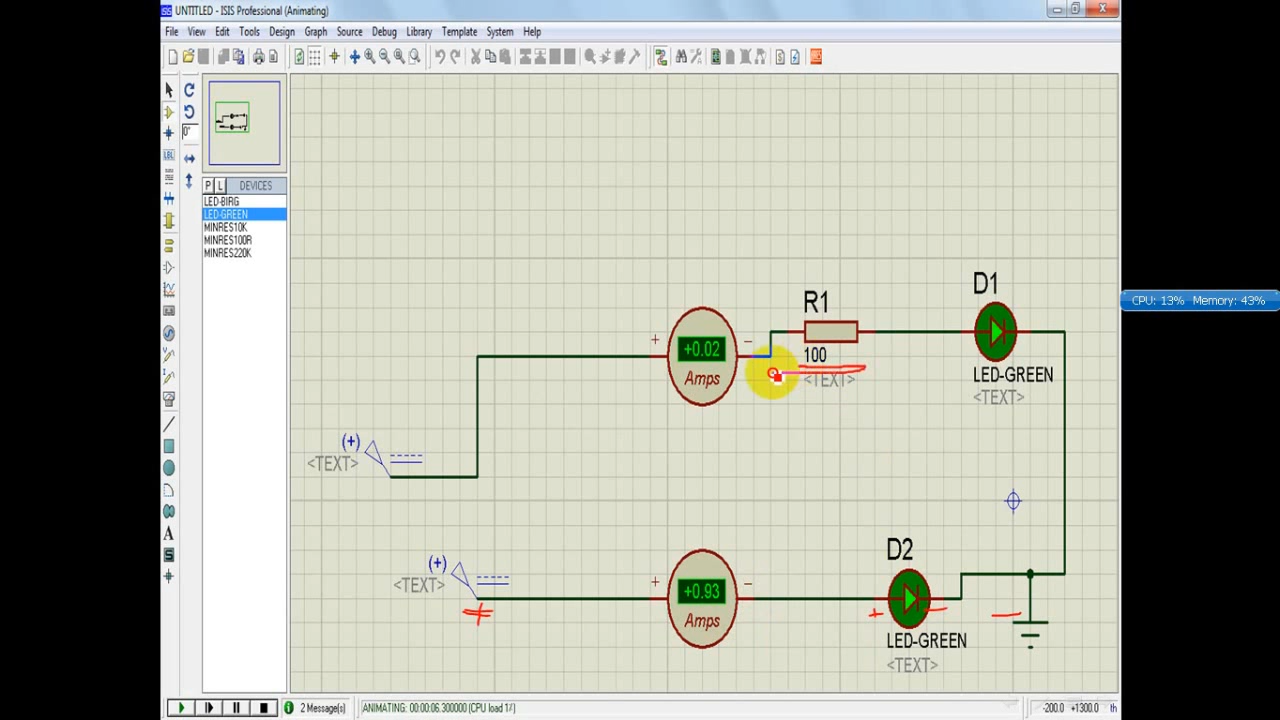 UNTITLED - ISIS Professional (Animating)
File View Edit Tools Design Graph Source Debug Library Template System Help
0°
P L DEVICES
LED-BIRG
LED-GREEN
MINRES10K
MINRES100R
MINRES220K
LBL
A
S
CPU: 13% Memory: 43%
D1
R1
+ +0.02 −
Amps
100
<TEXT>
LED-GREEN
<TEXT>
(+)
<TEXT>
D2
(+)
<TEXT>
+ +0.93 −
Amps
+
LED-GREEN
<TEXT>
2 Message(s)
ANIMATING: 00:00:06.300000 (CPU load 1%)
-200.0 +1300.0 th